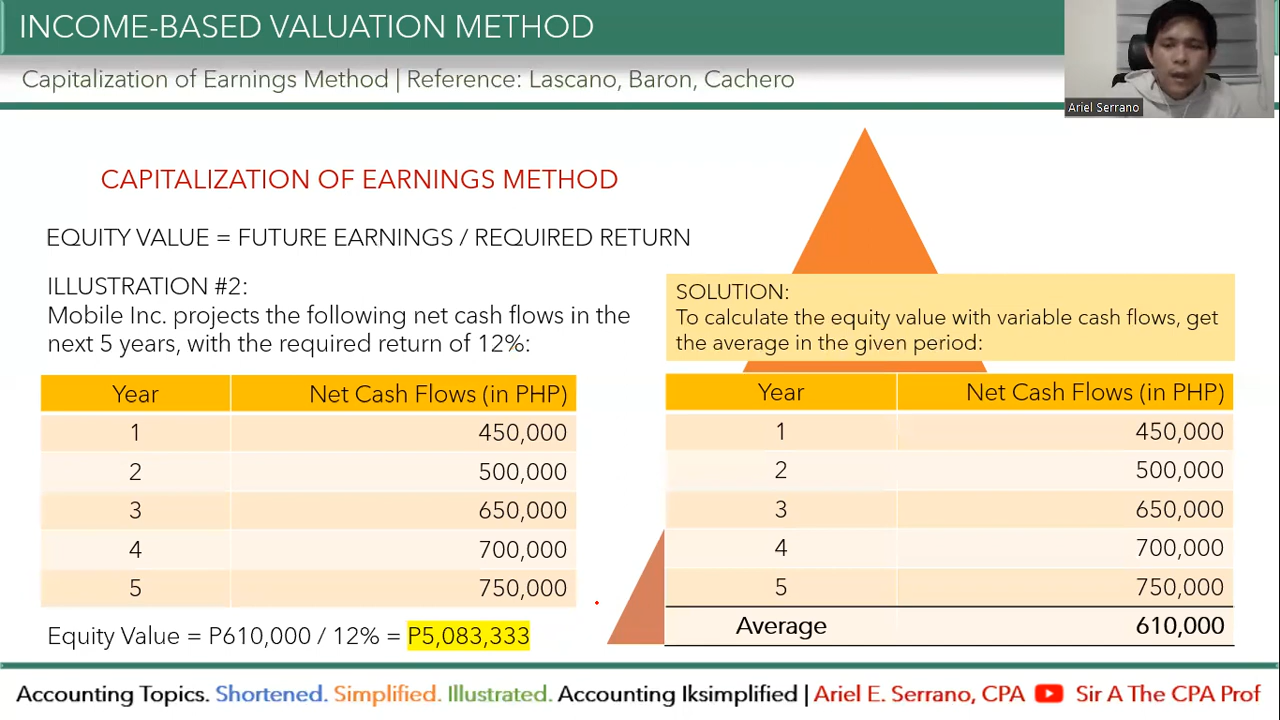 INCOME-BASED VALUATION METHOD
Capitalization of Earnings Method | Reference: Lascano, Baron, Cachero
Ariel Serrano
CAPITALIZATION OF EARNINGS METHOD
EQUITY VALUE = FUTURE EARNINGS / REQUIRED RETURN
ILLUSTRATION #2:
Mobile Inc. projects the following net cash flows in the
next 5 years, with the required return of 12%:
Year Net Cash Flows (in PHP)
1 450,000
2 500,000
3 650,000
4 700,000
5 750,000
Equity Value = P610,000 / 12% = P5,083,333
SOLUTION:
To calculate the equity value with variable cash flows, get
the average in the given period:
Year Net Cash Flows (in PHP)
1 450,000
2 500,000
3 650,000
4 700,000
5 750,000
Average 610,000
Accounting Topics. Shortened. Simplified. Illustrated. Accounting Iksimplified | Ariel E. Serrano, CPA Sir A The CPA Prof